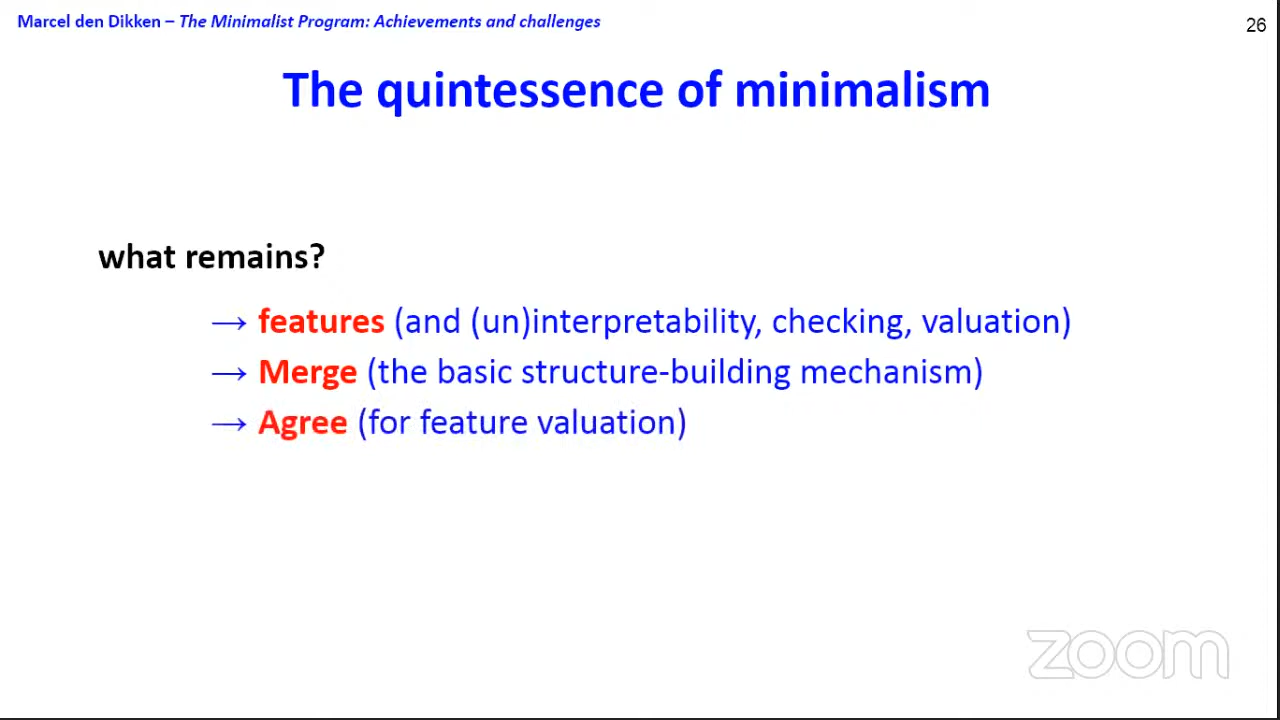 Marcel den Dikken – The Minimalist Program: Achievements and challenges
26
The quintessence of minimalism
what remains?
→ features (and (un)interpretability, checking, valuation)
→ Merge (the basic structure-building mechanism)
→ Agree (for feature valuation)
zoom